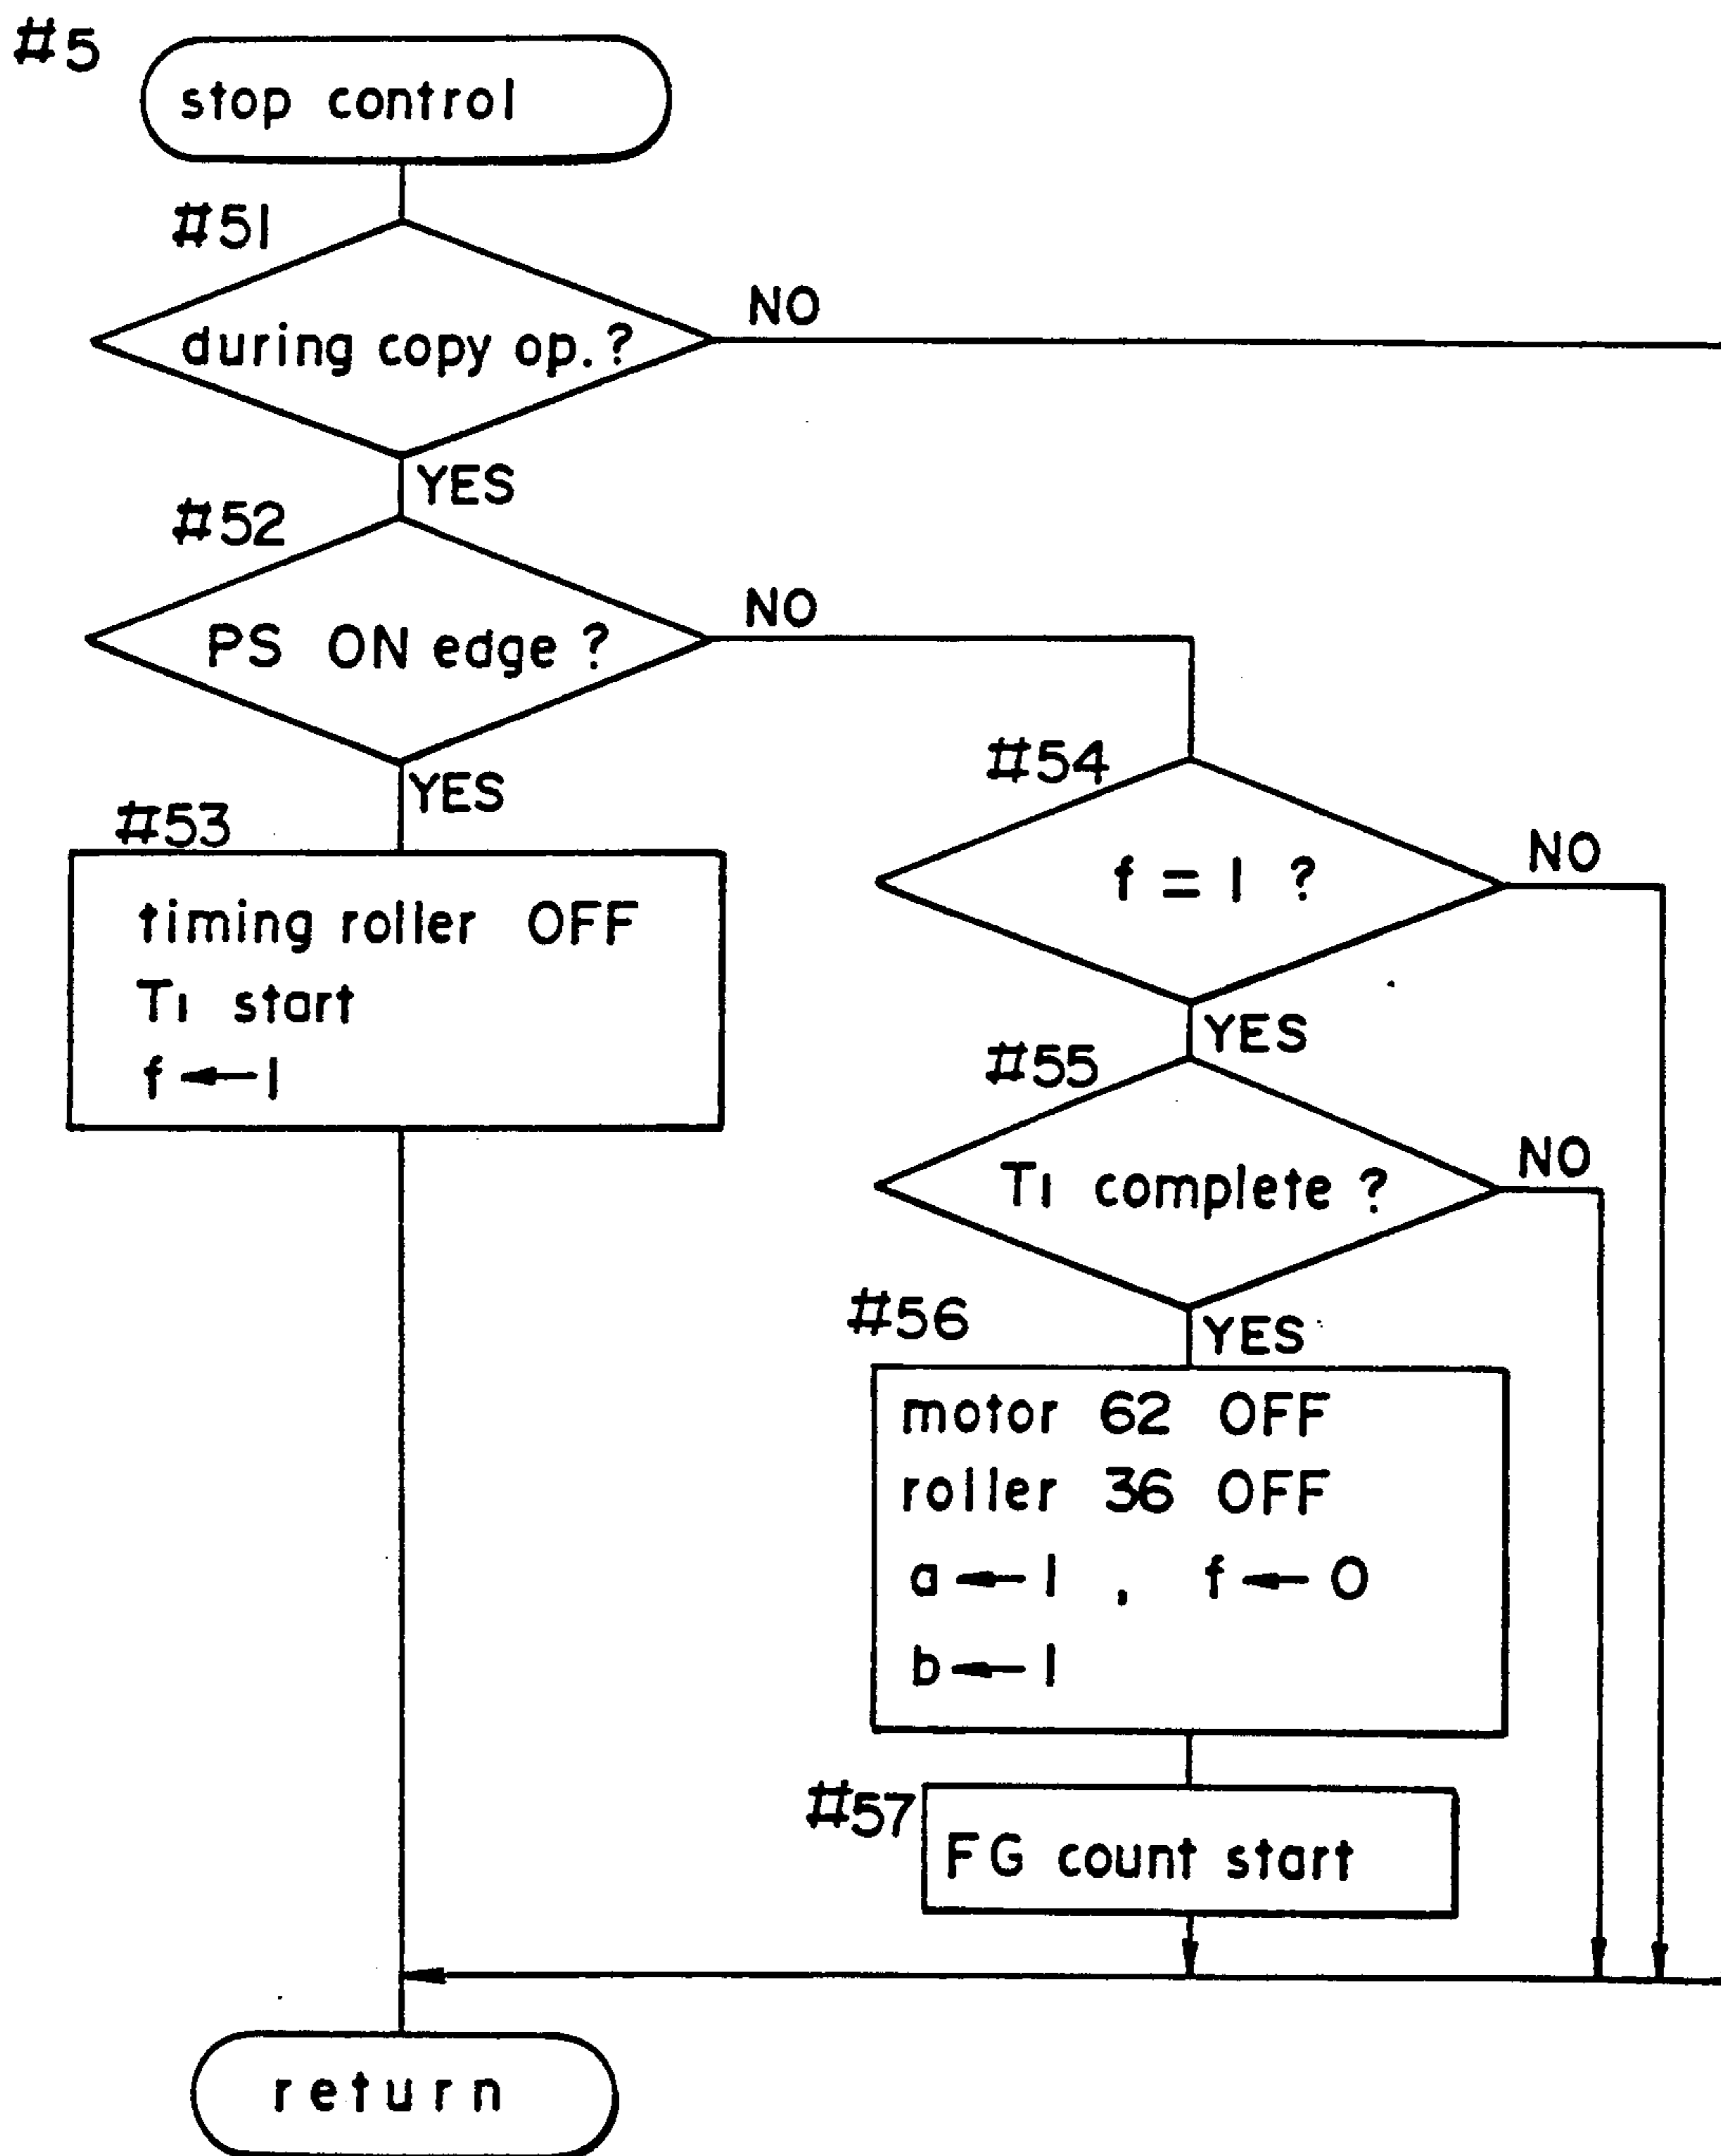 #5
stop control
#51
during copy op. ?
NO
YES
#52
PS ON edge ?
NO
YES
#53
timing roller OFF
T1 start
f ← 1
#54
f = 1 ?
NO
YES
#55
T1 complete ?
NO
YES
#56
motor 62 OFF
roller 36 OFF
a ← 1 , f ← 0
b ← 1
#57
FG count start
return